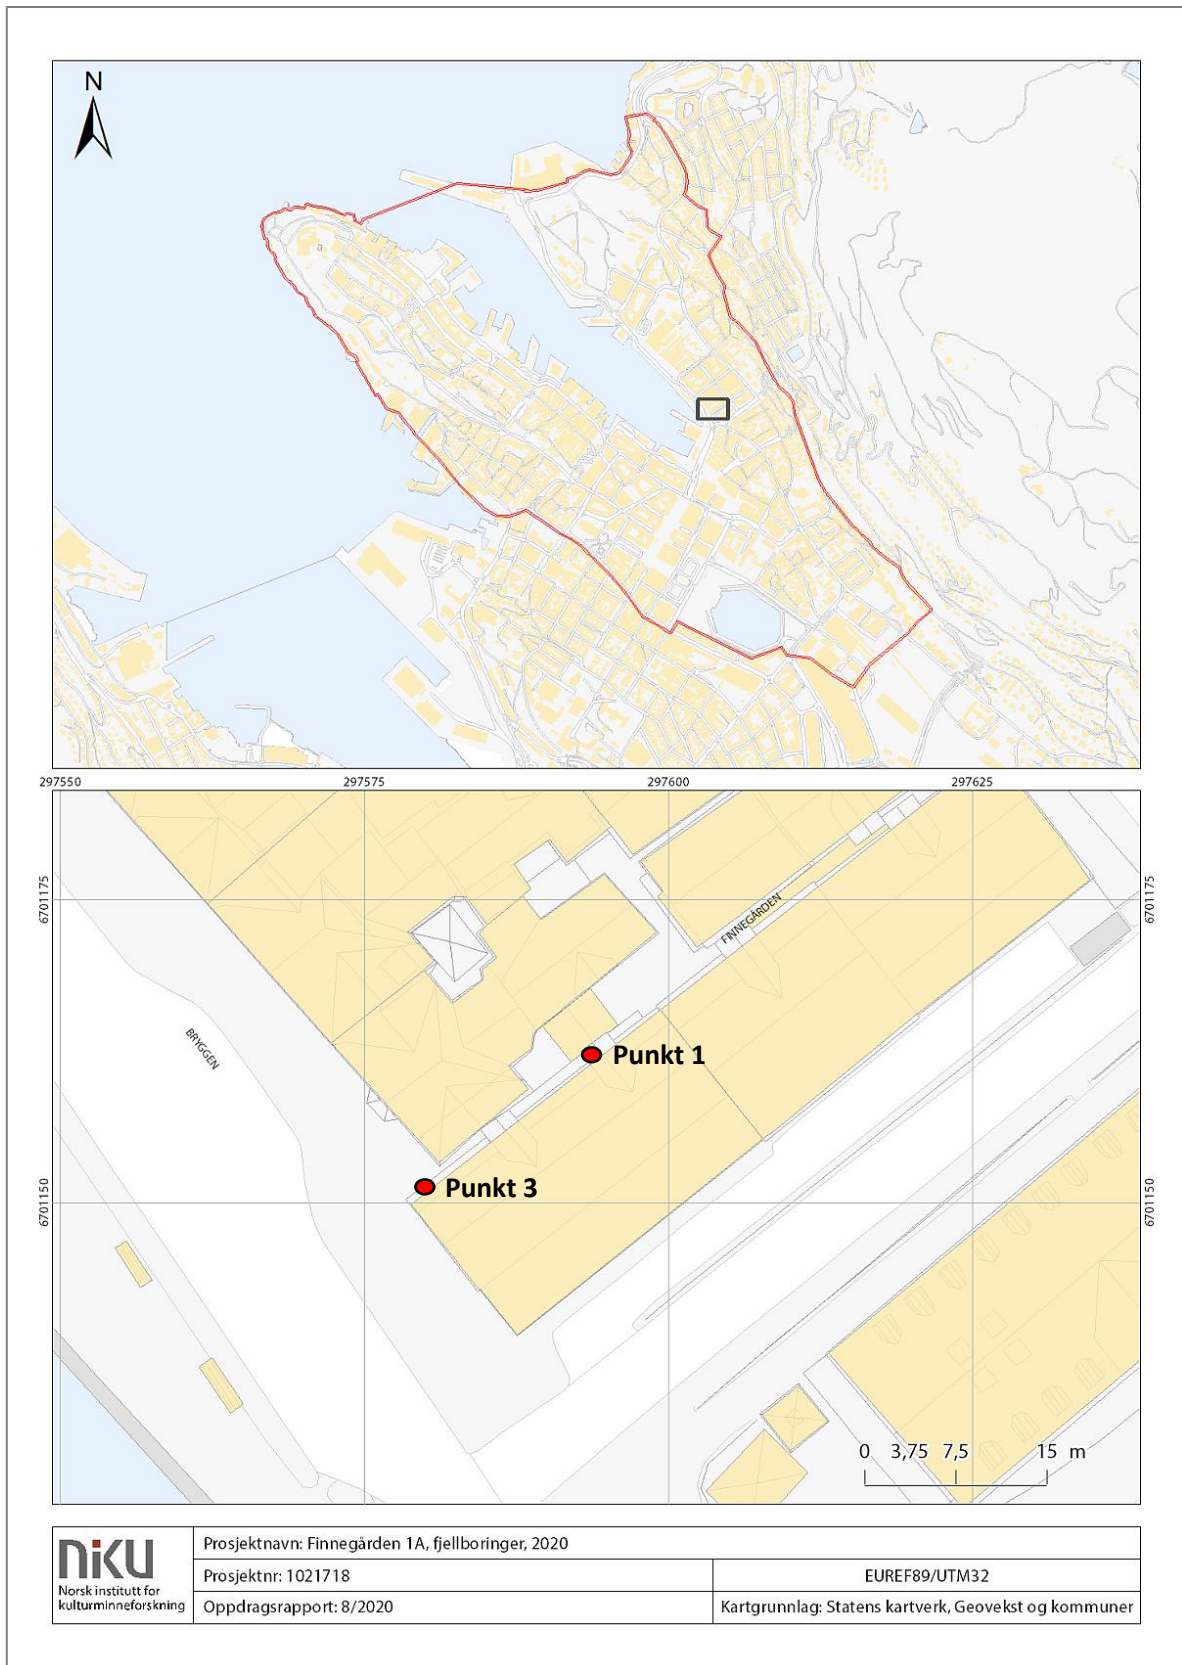 N
297550
297575
297600
297625
6701175
6701175
FINNEGÅRDEN
BRYGGEN
Punkt 1
Punkt 3
6701150
6701150
0 3,75 7,5 15 m
niku
Norsk institutt for
kulturminneforskning
Prosjektnavn: Finnegården 1A, fjellboringer, 2020
Prosjektnr: 1021718
EUREF89/UTM32
Oppdragsrapport: 8/2020
Kartgrunnlag: Statens kartverk, Geovekst og kommuner